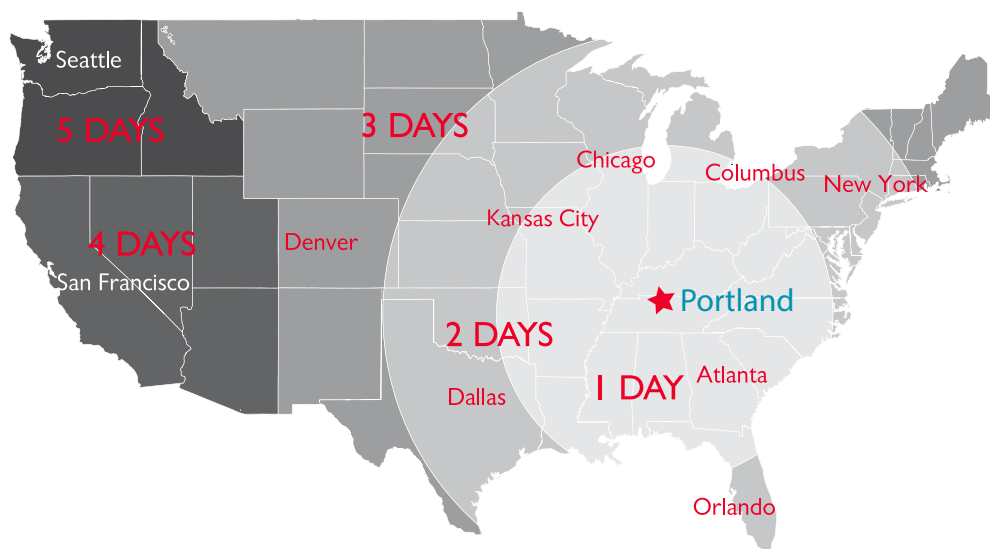 Seattle
5 DAYS
3 DAYS
Chicago
Columbus
New York
Kansas City
4 DAYS
Denver
San Francisco
Portland
2 DAYS
1 DAY
Atlanta
Dallas
Orlando